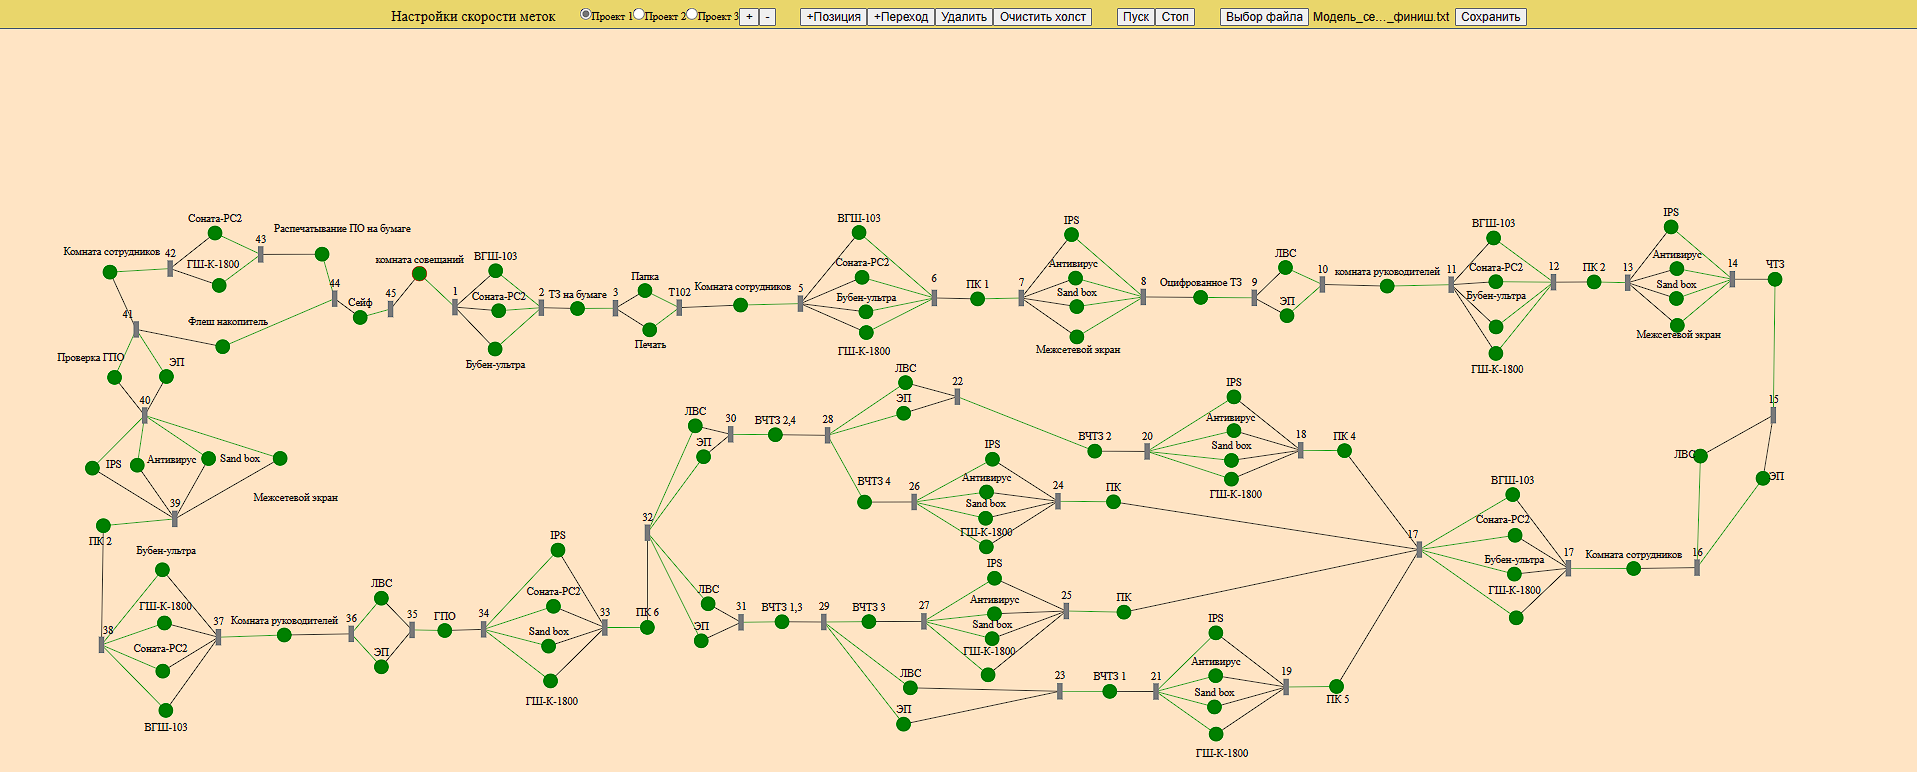 Настройки скорости меток Проект 1 Проект 2 Проект 3 + - +Позиция +Переход Удалить Очистить холст Пуск Стоп Выбор файла Модель_се…_финиш.txt Сохранить
Соната-РС2
Распечатывание ПО на бумаге
43
Комната сотрудников
42
ГШ-К-1800
44
Сейф
45
41
Флеш накопитель
комната совещаний
ВГШ-103
1
Соната-РС2
2
ТЗ на бумаге
3
Бубен-ультра
Папка
Т102
Печать
Комната сотрудников
5
ВГШ-103
Соната-РС2
Бубен-ультра
ГШ-К-1800
6
ПК 1
7
IPS
Антивирус
Sand box
Межсетевой экран
8
Оцифрованное ТЗ
9
ЛВС
ЭП
10
комната руководителей
11
ВГШ-103
Соната-РС2
Бубен-ультра
ГШ-К-1800
12
ПК 2
13
IPS
Антивирус
Sand box
Межсетевой экран
14
ЧТЗ
15
ЛВС
ЭП
16
Комната сотрудников
17
ВГШ-103
Соната-РС2
Бубен-ультра
ГШ-К-1800
17
Проверка ГПО
ЭП
40
IPS
Антивирус
Sand box
Межсетевой экран
39
ПК 2
Бубен-ультра
ГШ-К-1800
Соната-РС2
ВГШ-103
38
37
Комната руководителей
36
ЛВС
ЭП
35
ГПО
34
IPS
Соната-РС2
Sand box
ГШ-К-1800
33
ПК 6
32
ЛВС
ЭП
30
ВЧТЗ 2,4
28
ЛВС
ЭП
22
ВЧТЗ 2
20
IPS
Антивирус
Sand box
ГШ-К-1800
18
ПК 4
ВЧТЗ 4
26
IPS
Антивирус
Sand box
ГШ-К-1800
24
ПК
ЛВС
ЭП
31
ВЧТЗ 1,3
29
ВЧТЗ 3
27
IPS
Антивирус
Sand box
ГШ-К-1800
25
ПК
ЛВС
ЭП
23
ВЧТЗ 1
21
IPS
Антивирус
Sand box
ГШ-К-1800
19
ПК 5